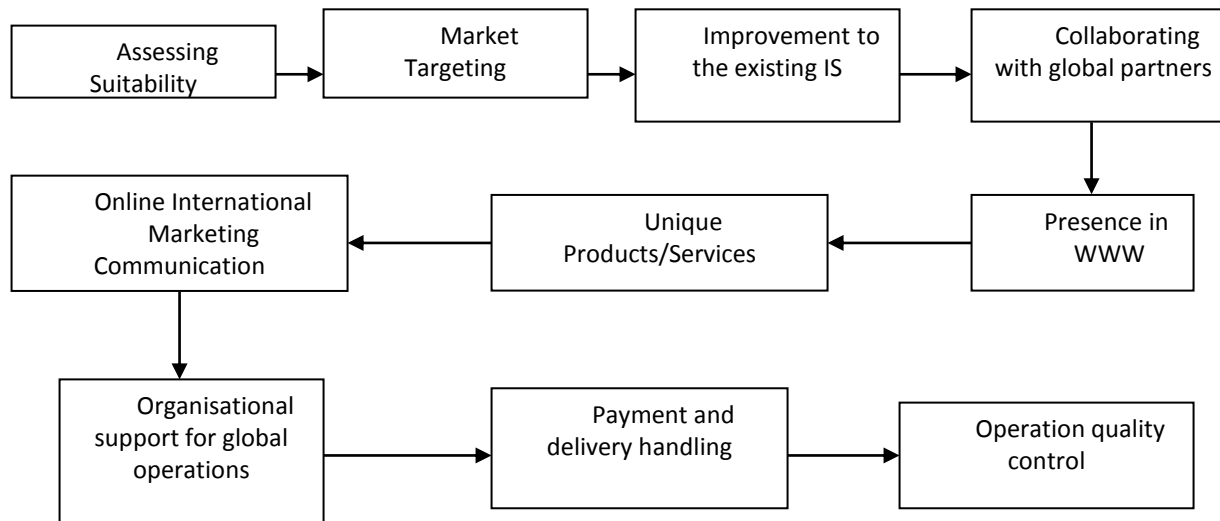 Assessing
Suitability
Market
Targeting
Improvement to
the existing IS
Collaborating
with global partners
Presence in
WWW
Unique
Products/Services
Online International
Marketing
Communication
Organisational
support for global
operations
Payment and
delivery handling
Operation quality
control